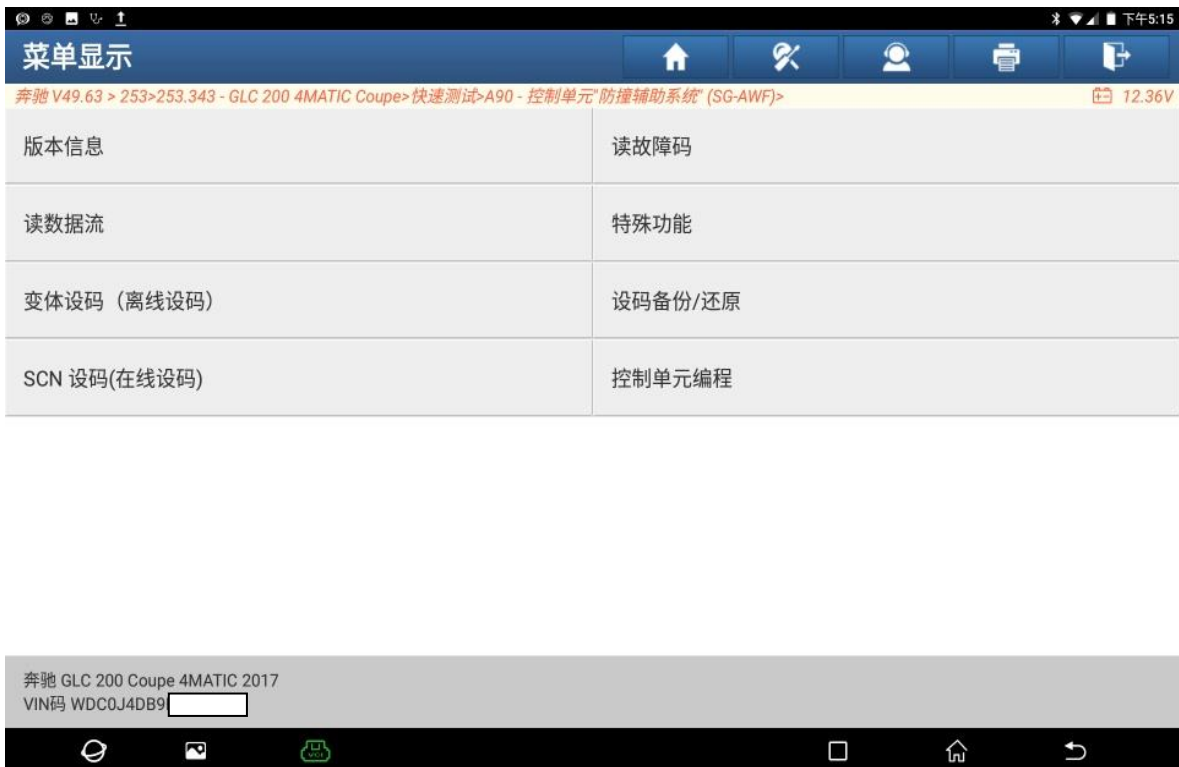 下午5:15
菜单显示
奔驰 V49.63 > 253>253.343 - GLC 200 4MATIC Coupe>快速测试>A90 - 控制单元"防撞辅助系统" (SG-AWF)> 12.36V
版本信息 读故障码
读数据流 特殊功能
变体设码（离线设码） 设码备份/还原
SCN 设码(在线设码) 控制单元编程
奔驰 GLC 200 Coupe 4MATIC 2017
VIN码 WDC0J4DB9
VCI